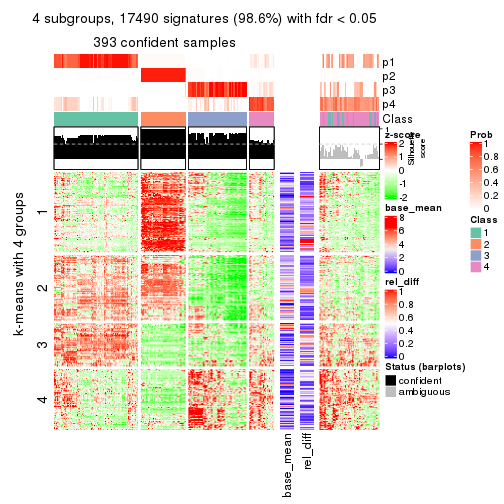 4 subgroups, 17490 signatures (98.6%) with fdr < 0.05
393 confident samples
p1
p2
p3
p4
Class
1
Silhouette
score
k-means with 4 groups
1
2
3
4
base_mean
rel_diff
z-score
2
1
0
-1
-2
base_mean
8
6
4
2
0
rel_diff
1
0.8
0.6
0.4
0.2
0
Status (barplots)
confident
ambiguous
Prob
1
0.8
0.6
0.4
0.2
0
Class
1
2
3
4